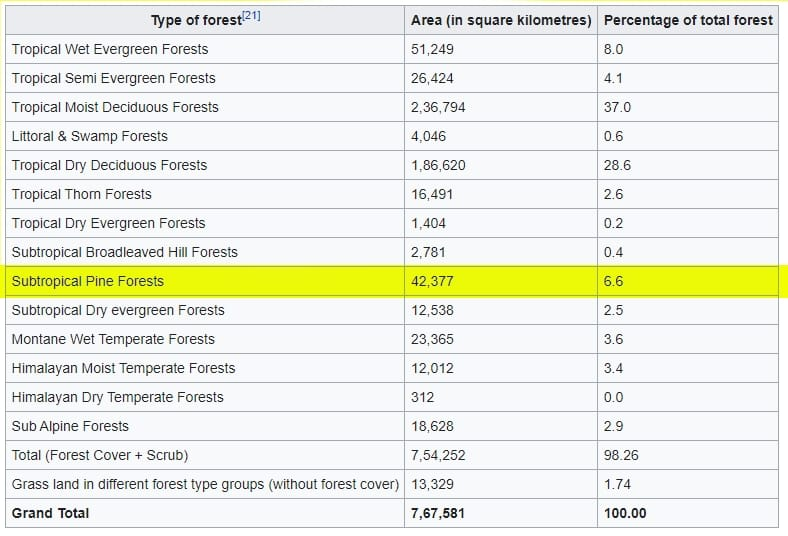 Type of forest[21] Area (in square kilometres) Percentage of total forest
Tropical Wet Evergreen Forests 51,249 8.0
Tropical Semi Evergreen Forests 26,424 4.1
Tropical Moist Deciduous Forests 2,36,794 37.0
Littoral & Swamp Forests 4,046 0.6
Tropical Dry Deciduous Forests 1,86,620 28.6
Tropical Thorn Forests 16,491 2.6
Tropical Dry Evergreen Forests 1,404 0.2
Subtropical Broadleaved Hill Forests 2,781 0.4
Subtropical Pine Forests 42,377 6.6
Subtropical Dry evergreen Forests 12,538 2.5
Montane Wet Temperate Forests 23,365 3.6
Himalayan Moist Temperate Forests 12,012 3.4
Himalayan Dry Temperate Forests 312 0.0
Sub Alpine Forests 18,628 2.9
Total (Forest Cover + Scrub) 7,54,252 98.26
Grass land in different forest type groups (without forest cover) 13,329 1.74
Grand Total 7,67,581 100.00